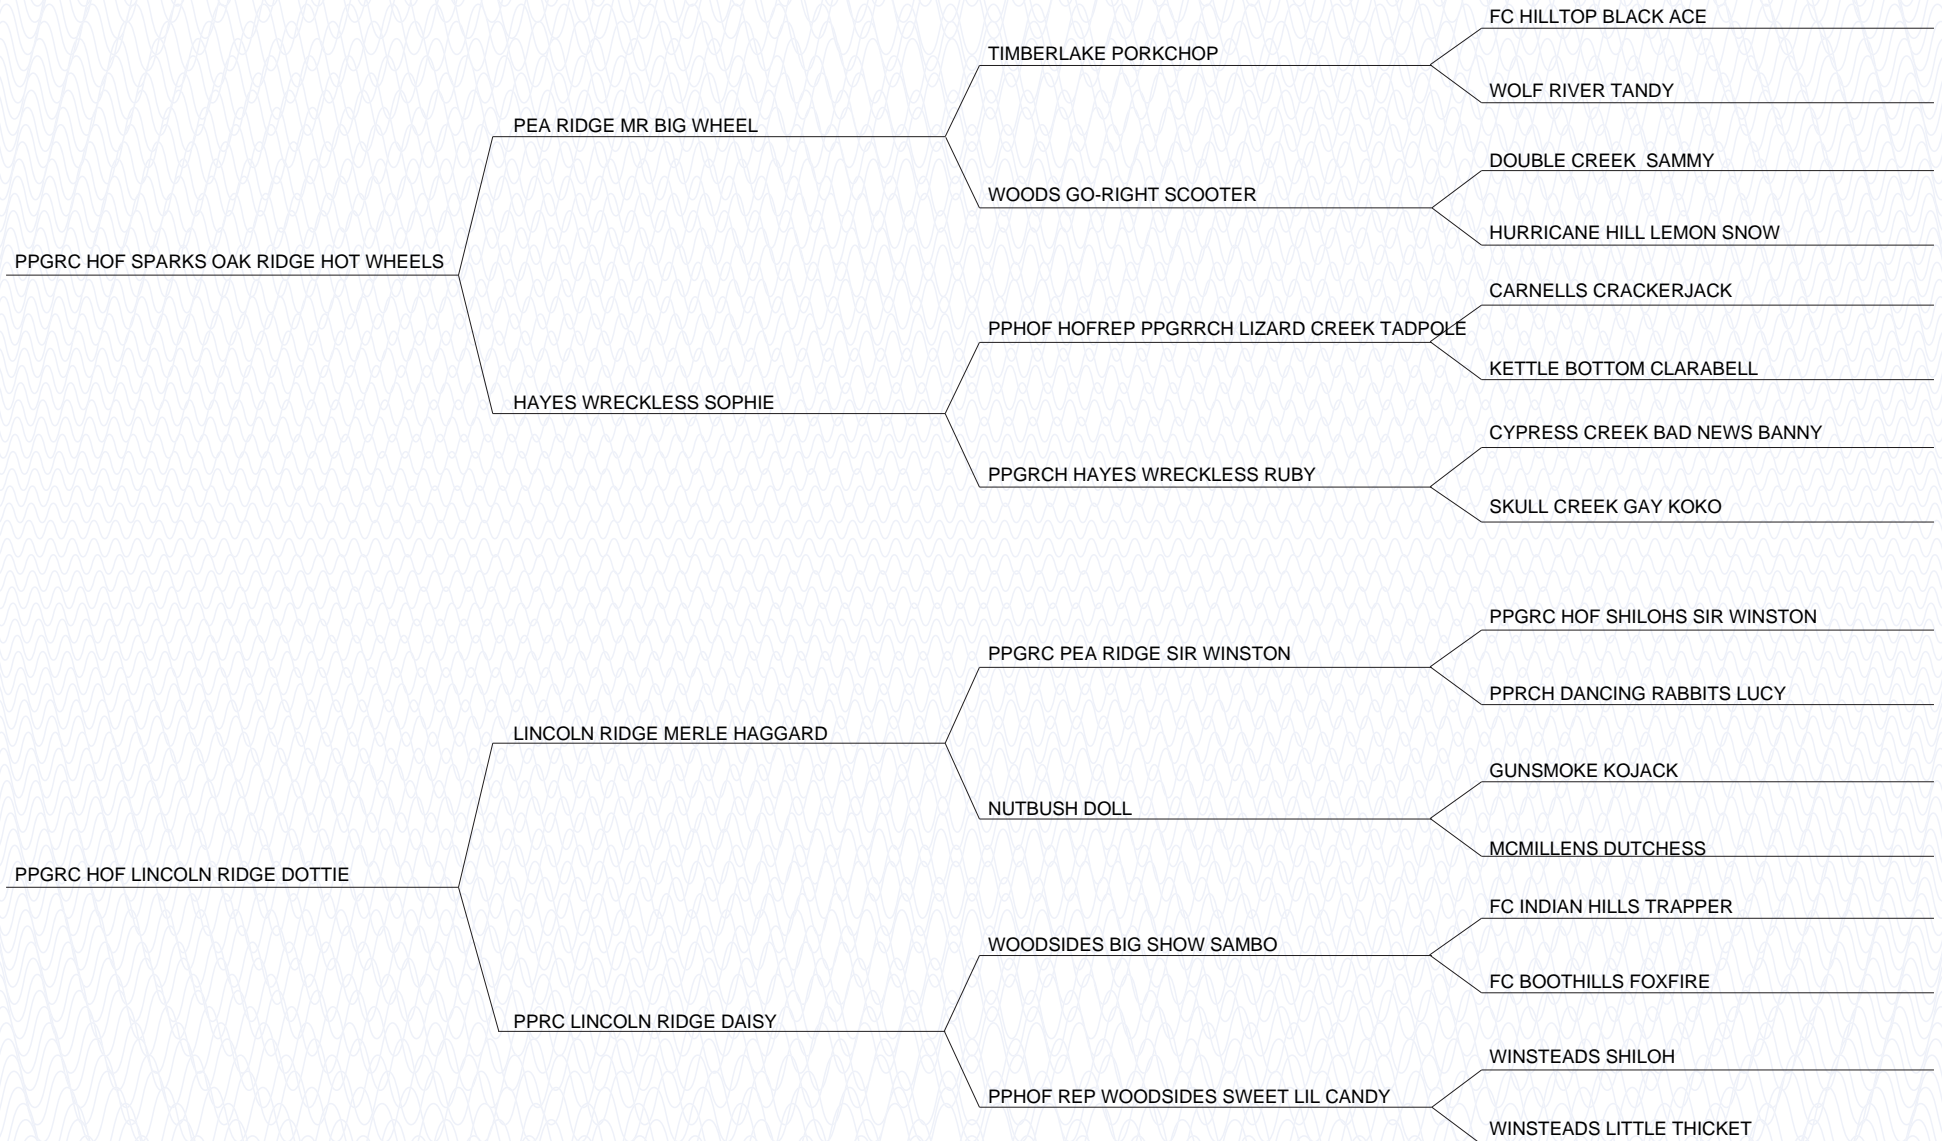 FC HILLTOP BLACK ACE
TIMBERLAKE PORKCHOP
WOLF RIVER TANDY
PEA RIDGE MR BIG WHEEL
DOUBLE CREEK  SAMMY
WOODS GO-RIGHT SCOOTER
HURRICANE HILL LEMON SNOW
PPGRC HOF SPARKS OAK RIDGE HOT WHEELS
CARNELLS CRACKERJACK
PPHOF HOFREP PPGRRCH LIZARD CREEK TADPOLE
KETTLE BOTTOM CLARABELL
HAYES WRECKLESS SOPHIE
CYPRESS CREEK BAD NEWS BANNY
PPGRCH HAYES WRECKLESS RUBY
SKULL CREEK GAY KOKO
PPGRC HOF SHILOHS SIR WINSTON
PPGRC PEA RIDGE SIR WINSTON
PPRCH DANCING RABBITS LUCY
LINCOLN RIDGE MERLE HAGGARD
GUNSMOKE KOJACK
NUTBUSH DOLL
MCMILLENS DUTCHESS
PPGRC HOF LINCOLN RIDGE DOTTIE
FC INDIAN HILLS TRAPPER
WOODSIDES BIG SHOW SAMBO
FC BOOTHILLS FOXFIRE
PPRC LINCOLN RIDGE DAISY
WINSTEADS SHILOH
PPHOF REP WOODSIDES SWEET LIL CANDY
WINSTEADS LITTLE THICKET